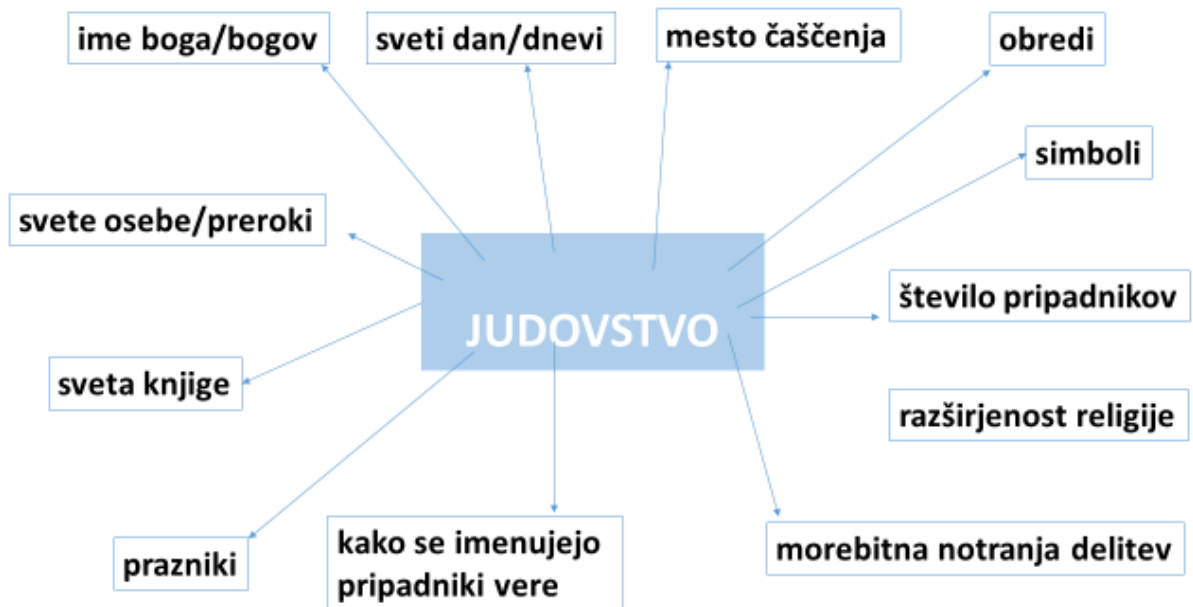 ime boga/bogov
sveti dan/dnevi
mesto čaščenja
obredi
simboli
svete osebe/preroki
število pripadnikov
JUDOVSTVO
sveta knjige
razširjenost religije
prazniki
kako se imenujejo
pripadniki vere
morebitna notranja delitev